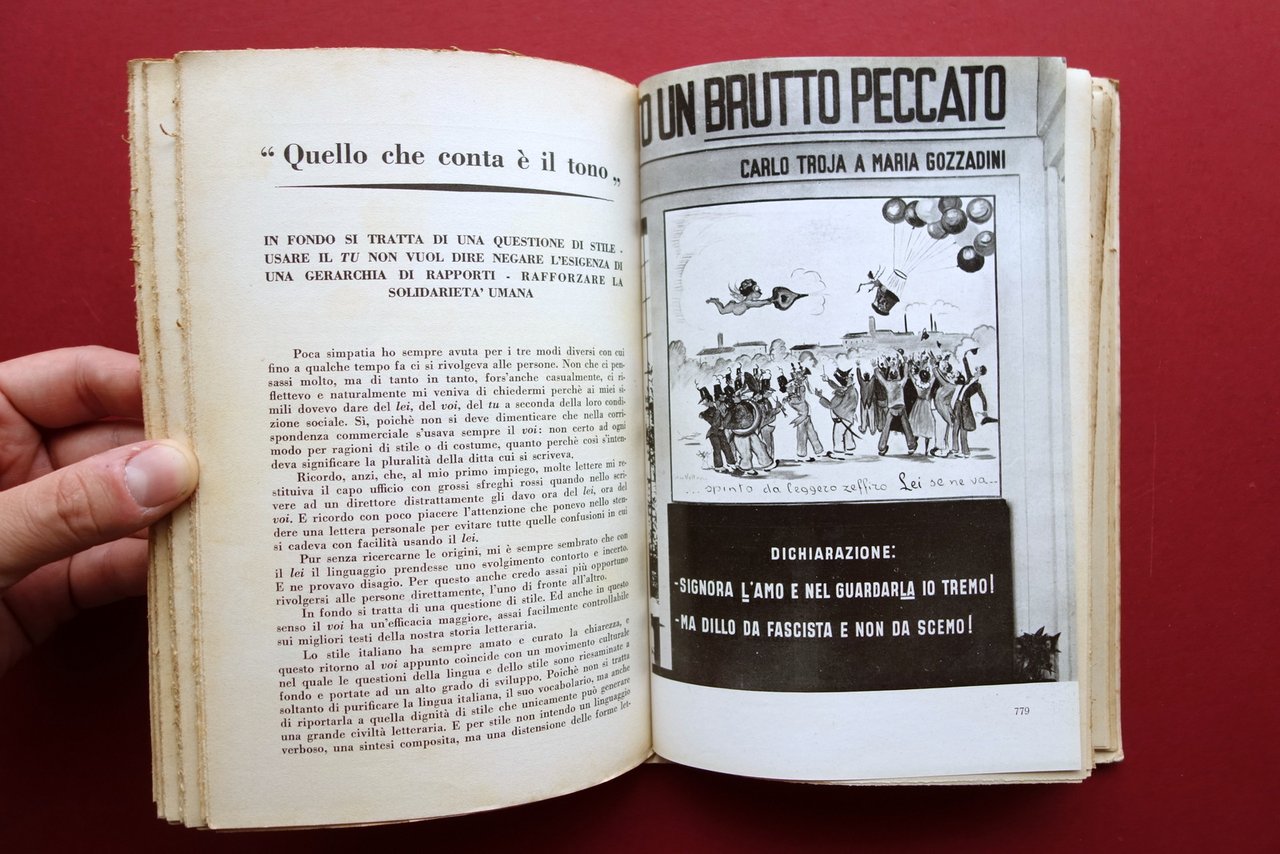 “ Quello che conta è il tono „
IN FONDO SI TRATTA DI UNA QUESTIONE DI STILE -
USARE IL TU NON VUOL DIRE NEGARE L'ESIGENZA DI
UNA GERARCHIA DI RAPPORTI - RAFFORZARE LA
SOLIDARIETA' UMANA
Poca simpatia ho sempre avuta per i tre modi diversi con cui
fino a qualche tempo fa ci si rivolgeva alle persone. Non che ci pen-
sassi molto, ma di tanto in tanto, fors'anche casualmente, ci ri-
flettevo e naturalmente mi veniva di chiedermi perchè ai miei si-
mili dovevo dare del lei, del voi, del tu a seconda della loro condi-
zione sociale. Sì, poichè non si deve dimenticare che nella corri-
spondenza commerciale s'usava sempre il voi: non certo ad ogni
modo per ragioni di stile o di costume, quanto perchè così s'inten-
deva significare la pluralità della ditta cui si scriveva.
Ricordo, anzi, che, al mio primo impiego, molte lettere mi re-
stituiva il capo ufficio con grossi sfreghi rossi quando nello scri-
vere ad un direttore distrattamente gli davo ora del lei, ora del
voi. E ricordo con poco piacere l'attenzione che ponevo nello sten-
dere una lettera personale per evitare tutte quelle confusioni in cui
si cadeva con facilità usando il lei.
Pur senza ricercarne le origini, mi è sempre sembrato che con
il lei il linguaggio prendesse uno svolgimento contorto e incerto.
E ne provavo disagio. Per questo anche credo assai più opportuno
rivolgersi alle persone direttamente, l'uno di fronte all'altro.
In fondo si tratta di una questione di stile. Ed anche in questo
senso il voi ha un'efficacia maggiore, assai facilmente controllabile
sui migliori testi della nostra storia letteraria.
Lo stile italiano ha sempre amato e curato la chiarezza, e
questo ritorno al voi appunto coincide con un movimento culturale
nel quale le questioni della lingua e dello stile sono riesaminate a
fondo e portate ad un alto grado di sviluppo. Poichè non si tratta
soltanto di purificare la lingua italiana, il suo vocabolario, ma anche
di riportarla a quella dignità di stile che unicamente può generare
una grande civiltà letteraria. E per stile non intendo un linguaggio
verboso, una sintesi composita, ma una distensione delle forme let-
O UN BRUTTO PECCATO
CARLO TROJA A MARIA GOZZADINI
... spinto da leggero zeffiro Lei se ne va...
DICHIARAZIONE:
-SIGNORA L'AMO E NEL GUARDARLA IO TREMO!
-MA DILLO DA FASCISTA E NON DA SCEMO!
779